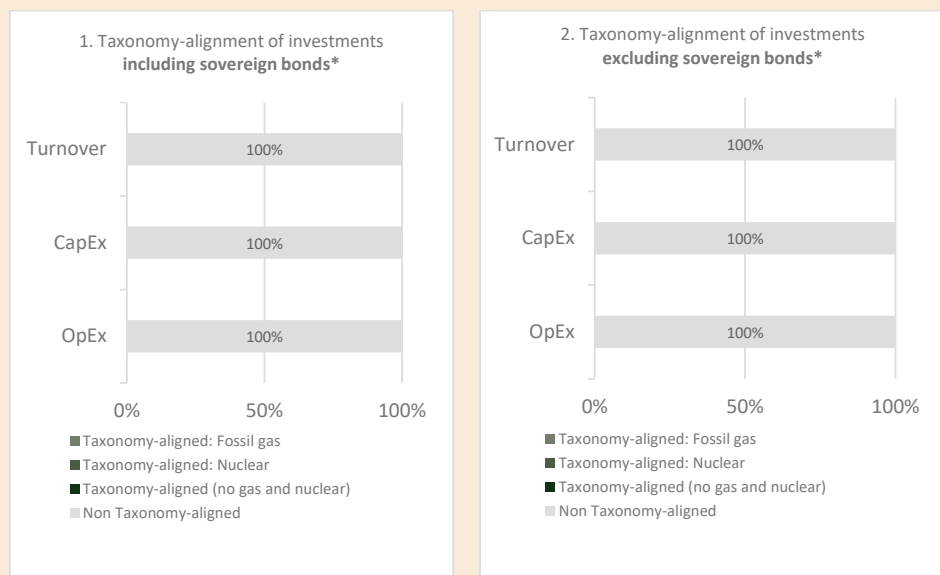 1. Taxonomy-alignment of investments
including sovereign bonds*
Turnover
100%
CapEx
100%
OpEx
100%
0%
50%
100%
Taxonomy-aligned: Fossil gas
Taxonomy-aligned: Nuclear
Taxonomy-aligned (no gas and nuclear)
Non Taxonomy-aligned
2. Taxonomy-alignment of investments
excluding sovereign bonds*
Turnover
100%
CapEx
100%
OpEx
100%
0%
50%
100%
Taxonomy-aligned: Fossil gas
Taxonomy-aligned: Nuclear
Taxonomy-aligned (no gas and nuclear)
Non Taxonomy-aligned